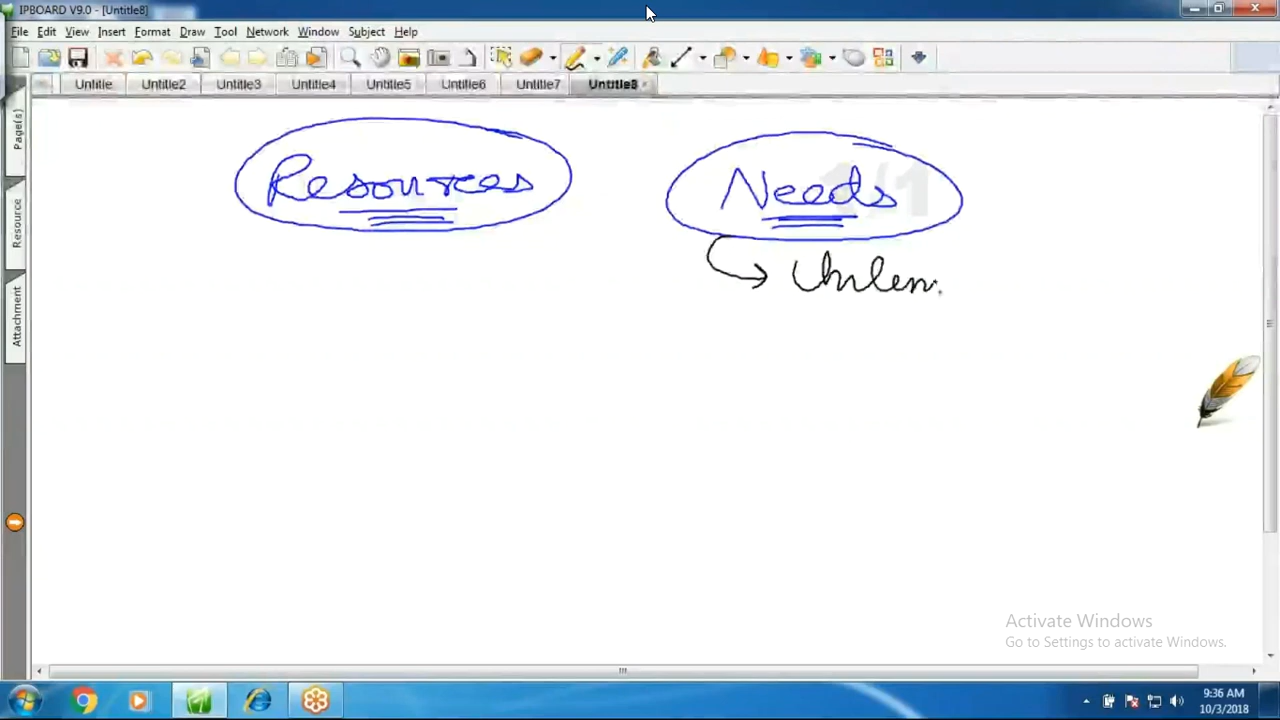 IPBOARD V9.0 - [Untitle8]
File Edit View Insert Format Draw Tool Network Window Subject Help
Untitle Untitle2 Untitle3 Untitle4 Untitle5 Untitle6 Untitle7 Untitle8
Page(s)
Resource
Attachment
Resources
Needs
1/1
Activate Windows
Go to Settings to activate Windows.
9:36 AM
10/3/2018